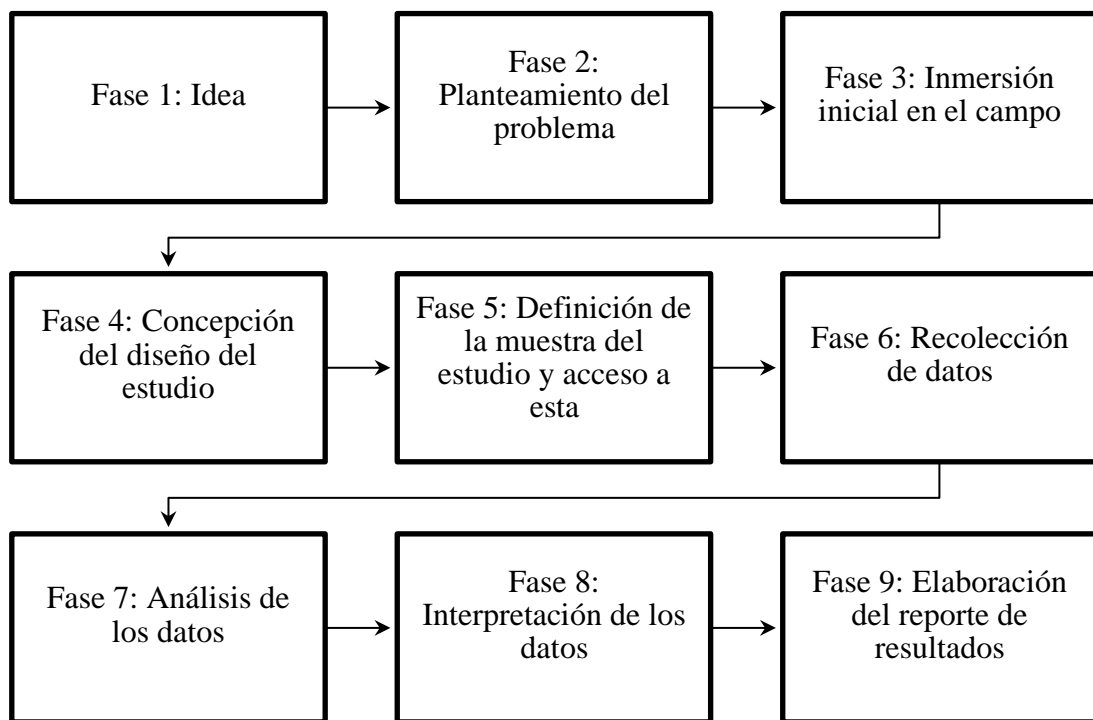 Fase 1: Idea
Fase 2:
Planteamiento del
problema
Fase 3: Inmersión
inicial en el campo
Fase 4: Concepción
del diseño del
estudio
Fase 5: Definición de
la muestra del
estudio y acceso a
esta
Fase 6: Recolección
de datos
Fase 7: Análisis de
los datos
Fase 8:
Interpretación de los
datos
Fase 9: Elaboración
del reporte de
resultados